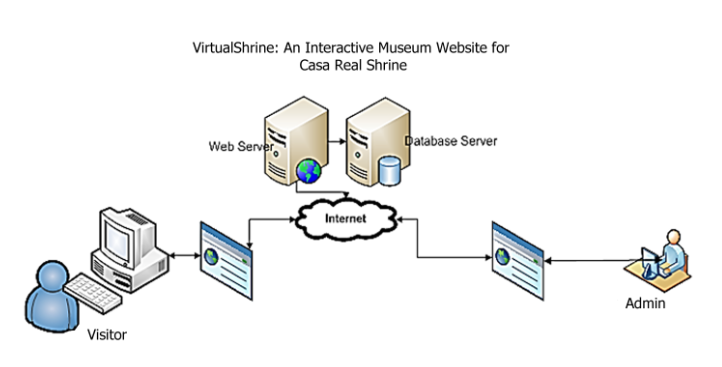 VirtualShrine: An Interactive Museum Website for
Casa Real Shrine
Web Server
Database Server
Internet
Visitor
Admin